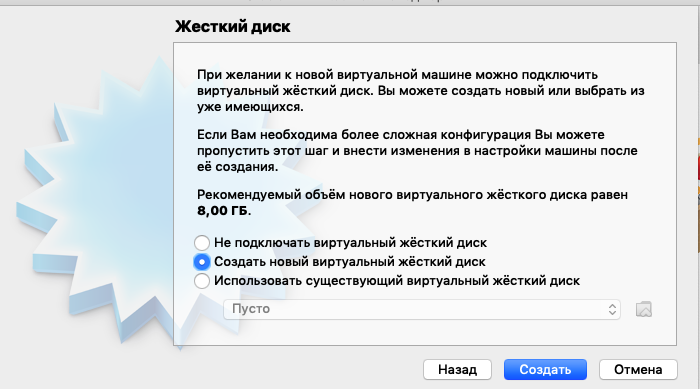 Жесткий диск
При желании к новой виртуальной машине можно подключить
виртуальный жёсткий диск. Вы можете создать новый или выбрать из
уже имеющихся.
Если Вам необходима более сложная конфигурация Вы можете
пропустить этот шаг и внести изменения в настройки машины после
её создания.
Рекомендуемый объём нового виртуального жёсткого диска равен
8,00 ГБ.
Не подключать виртуальный жёсткий диск
Создать новый виртуальный жёсткий диск
Использовать существующий виртуальный жёсткий диск
Пусто
Назад
Создать
Отмена